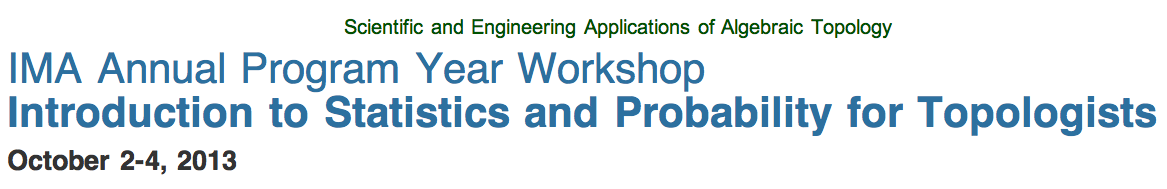 Scientific and Engineering Applications of Algebraic Topology
IMA Annual Program Year Workshop
Introduction to Statistics and Probability for Topologists
October 2-4, 2013